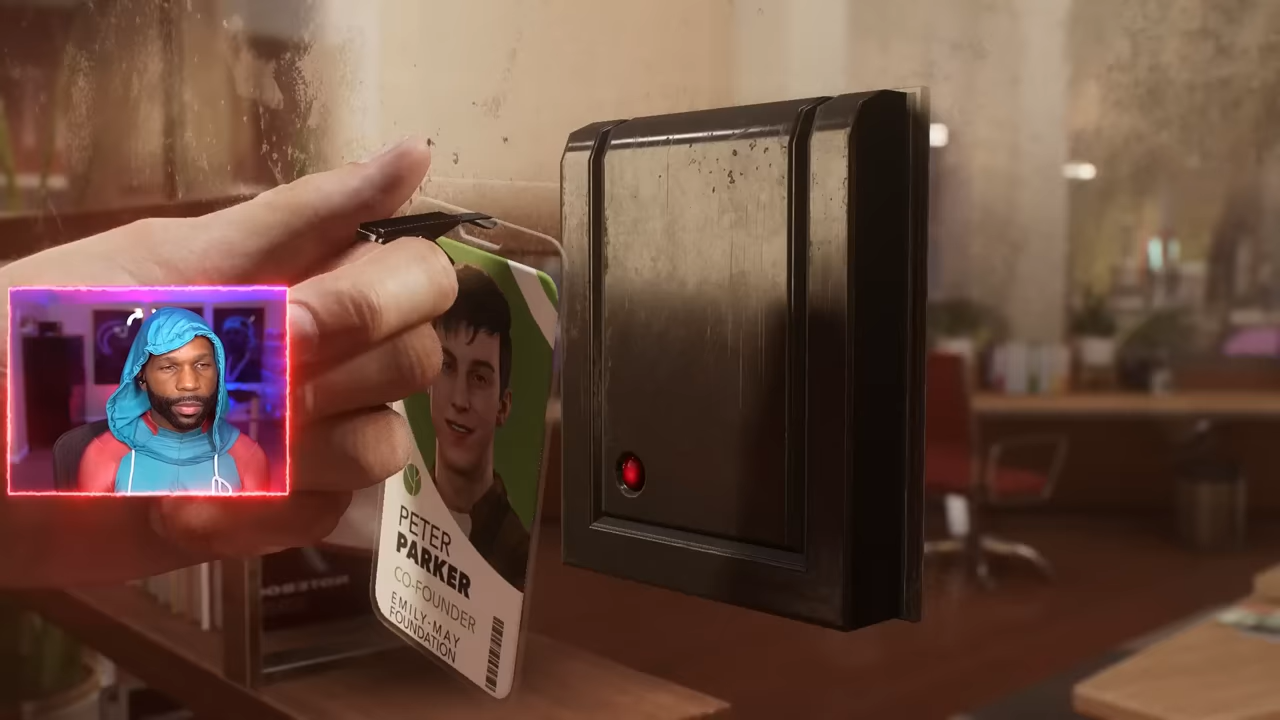 PETER
PARKER
CO-FOUNDER
EMILY-MAY
FOUNDATION